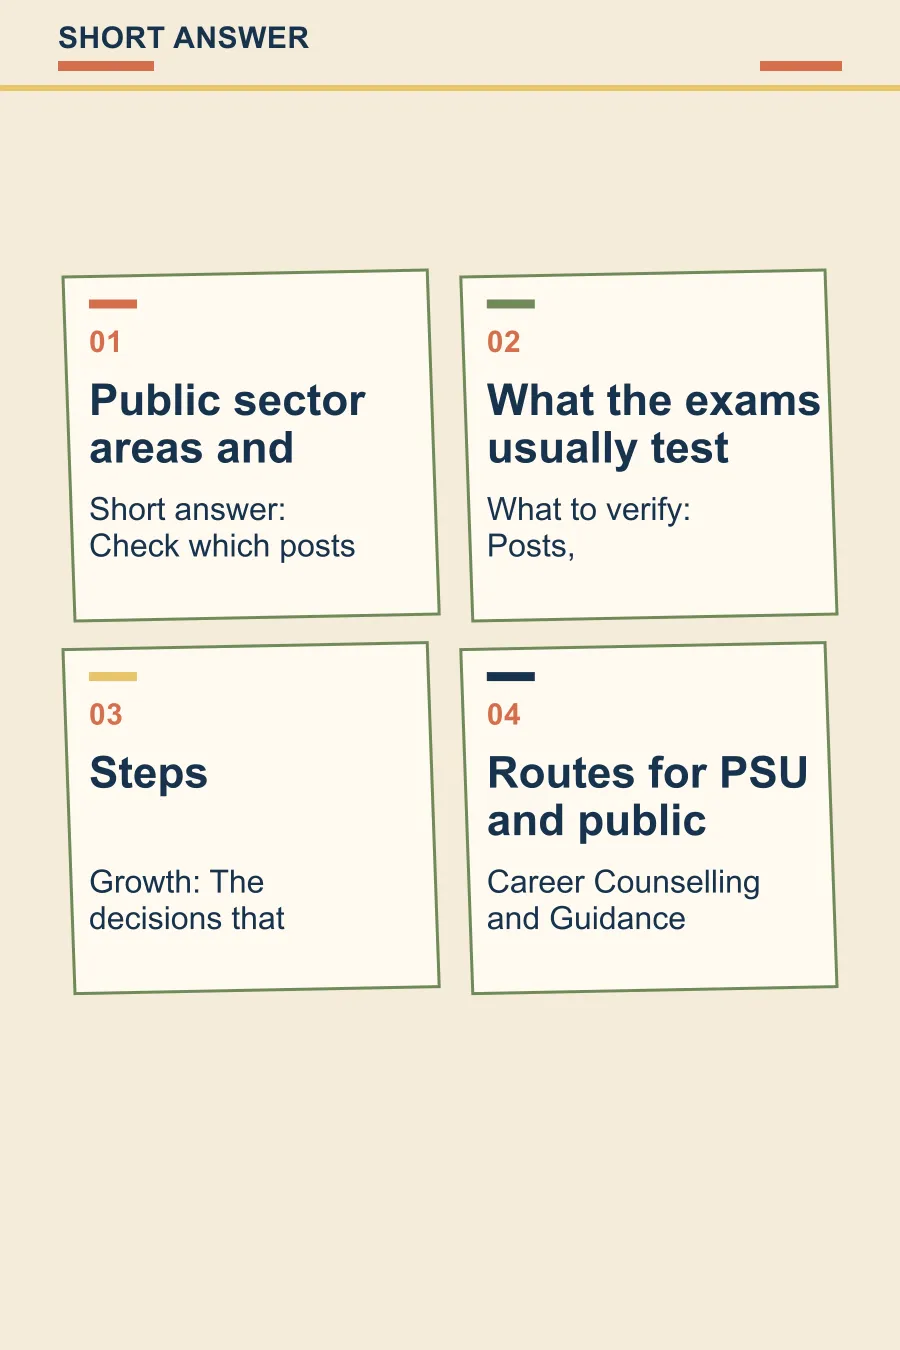 SHORT ANSWER
01
Public sector
areas and
Short answer:
Check which posts
02
What the exams
usually test
What to verify:
Posts,
03
Steps
Growth: The
decisions that
04
Routes for PSU
and public
Career Counselling
and Guidance